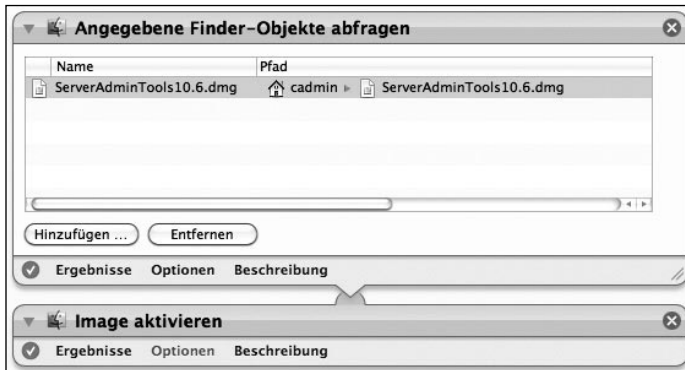 Angegebene Finder-Objekte abfragen
Name Pfad
ServerAdminTools10.6.dmg cadmin ServerAdminTools10.6.dmg
Hinzufügen ... Entfernen
Ergebnisse Optionen Beschreibung
Image aktivieren
Ergebnisse Optionen Beschreibung